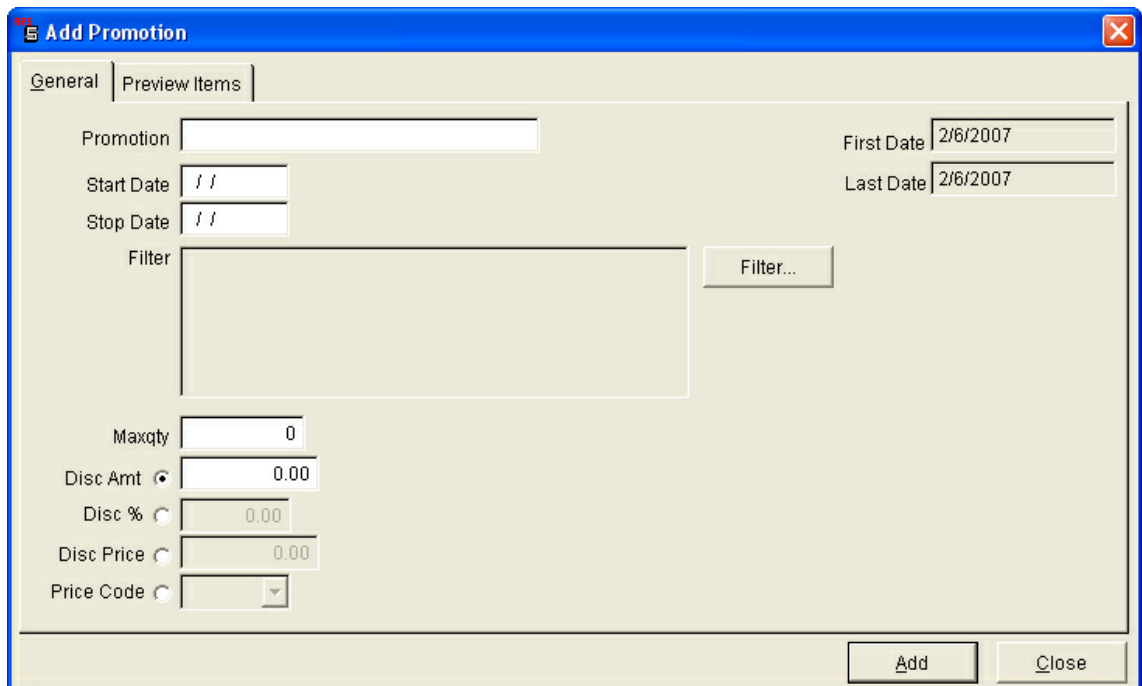 Add Promotion
General
Preview Items
Promotion
First Date 2/6/2007
Start Date / /
Last Date 2/6/2007
Stop Date / /
Filter
Filter...
Maxqty 0
Disc Amt 0.00
Disc % 0.00
Disc Price 0.00
Price Code
Add
Close